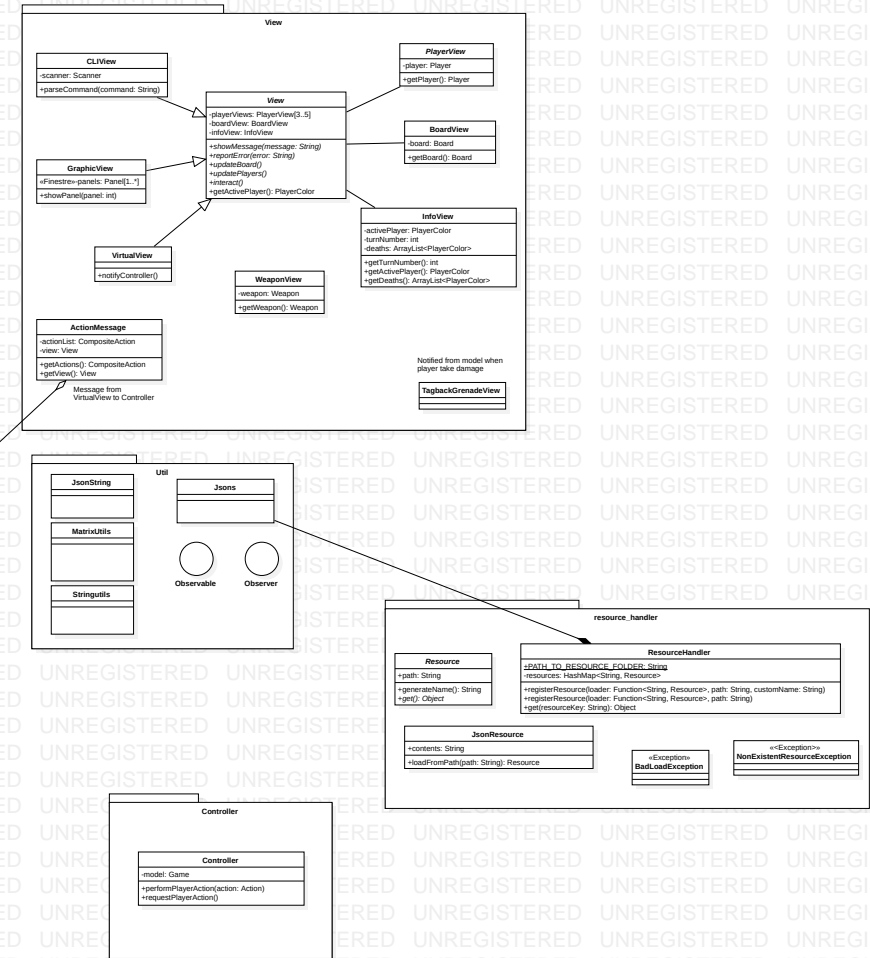 View
CLIView
-scanner: Scanner
+parseCommand(command: String)
PlayerView
-player: Player
+getPlayer(): Player
View
-playerViews: PlayerView[3..5]
-boardView: BoardView
-infoView: InfoView
+showMessage(message: String)
+reportError(error: String)
+updateBoard()
+updatePlayers()
+interact()
+getActivePlayer(): PlayerColor
BoardView
-board: Board
+getBoard(): Board
GraphicView
«Finestre»-panels: Panel[1..*]
+showPanel(panel: int)
InfoView
-activePlayer: PlayerColor
-turnNumber: int
-deaths: ArrayList<PlayerColor>
+getTurnNumber(): int
+getActivePlayer(): PlayerColor
+getDeaths(): ArrayList<PlayerColor>
VirtualView
+notifyController()
WeaponView
-weapon: Weapon
+getWeapon(): Weapon
ActionMessage
-actionList: CompositeAction
-view: View
+getActions(): CompositeAction
+getView(): View
Message from
VirtualView to Controller
Notified from model when
player take damage
TagbackGrenadeView
Util
JsonString
Jsons
MatrixUtils
Stringutils
Observable
Observer
resource_handler
Resource
+path: String
+generateName(): String
+get(): Object
ResourceHandler
+PATH_TO_RESOURCE_FOLDER: String
-resources: HashMap<String, Resource>
+registerResource(loader: Function<String, Resource>, path: String, customName: String)
+registerResource(loader: Function<String, Resource>, path: String)
+get(resourceKey: String): Object
JsonResource
+contents: String
+loadFromPath(path: String): Resource
«Exception»
BadLoadException
«<Exception>»
NonExistentResourceException
Controller
Controller
-model: Game
+performPlayerAction(action: Action)
+requestPlayerAction()
UNREGISTERED